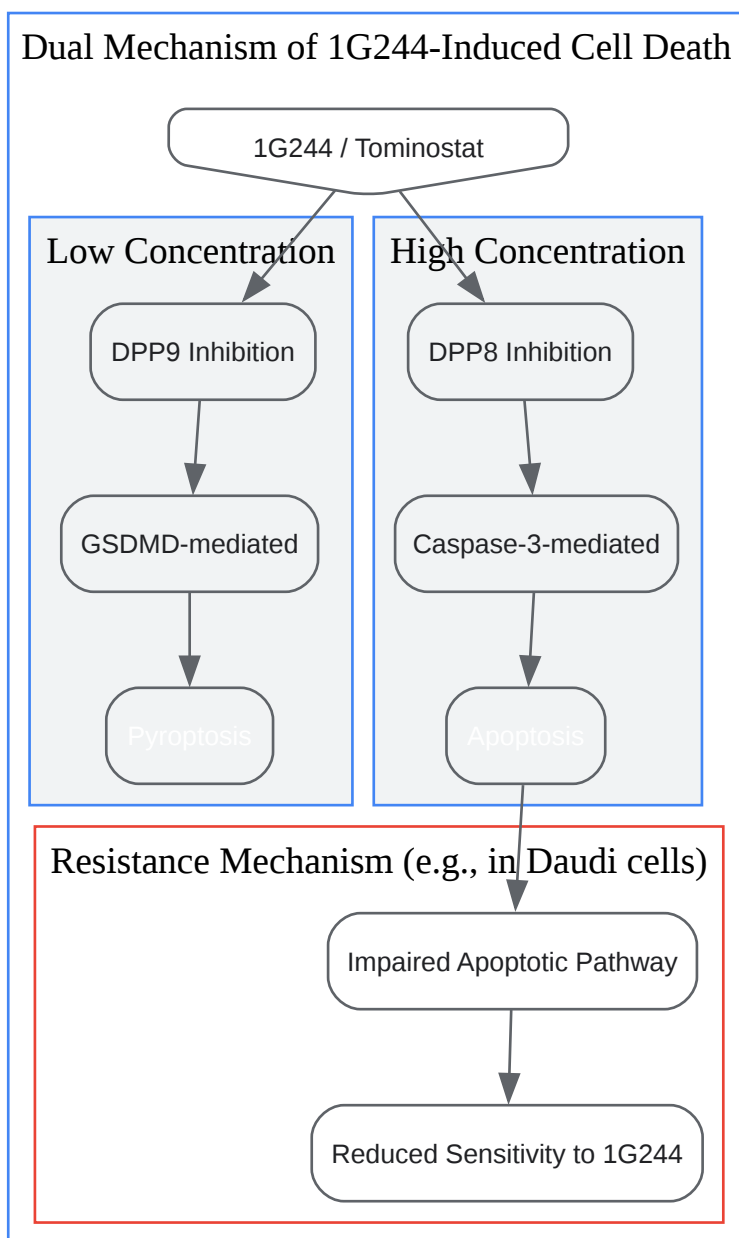 Dual Mechanism of 1G244-Induced Cell Death
1G244 / Tominostat
Low Concentration
High Concentration
DPP9 Inhibition
DPP8 Inhibition
GSDMD-mediated
Caspase-3-mediated
Pyroptosis
Apoptosis
Resistance Mechanism (e.g., in Daudi cells)
Impaired Apoptotic Pathway
Reduced Sensitivity to 1G244